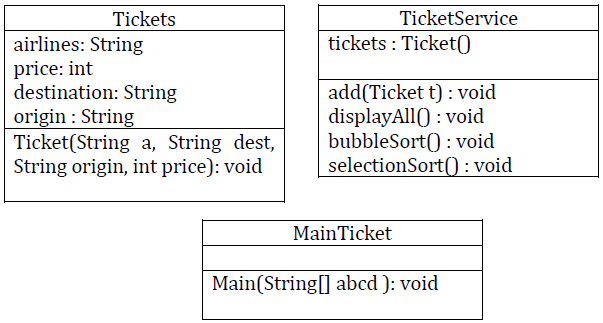 Tickets
airlines: String
price: int
destination: String
origin : String
Ticket(String a, String dest,
String origin, int price): void
TicketService
tickets : Ticket()
add(Ticket t) : void
displayAll() : void
bubbleSort() : void
selectionSort() : void
MainTicket
Main(String[] abcd ): void